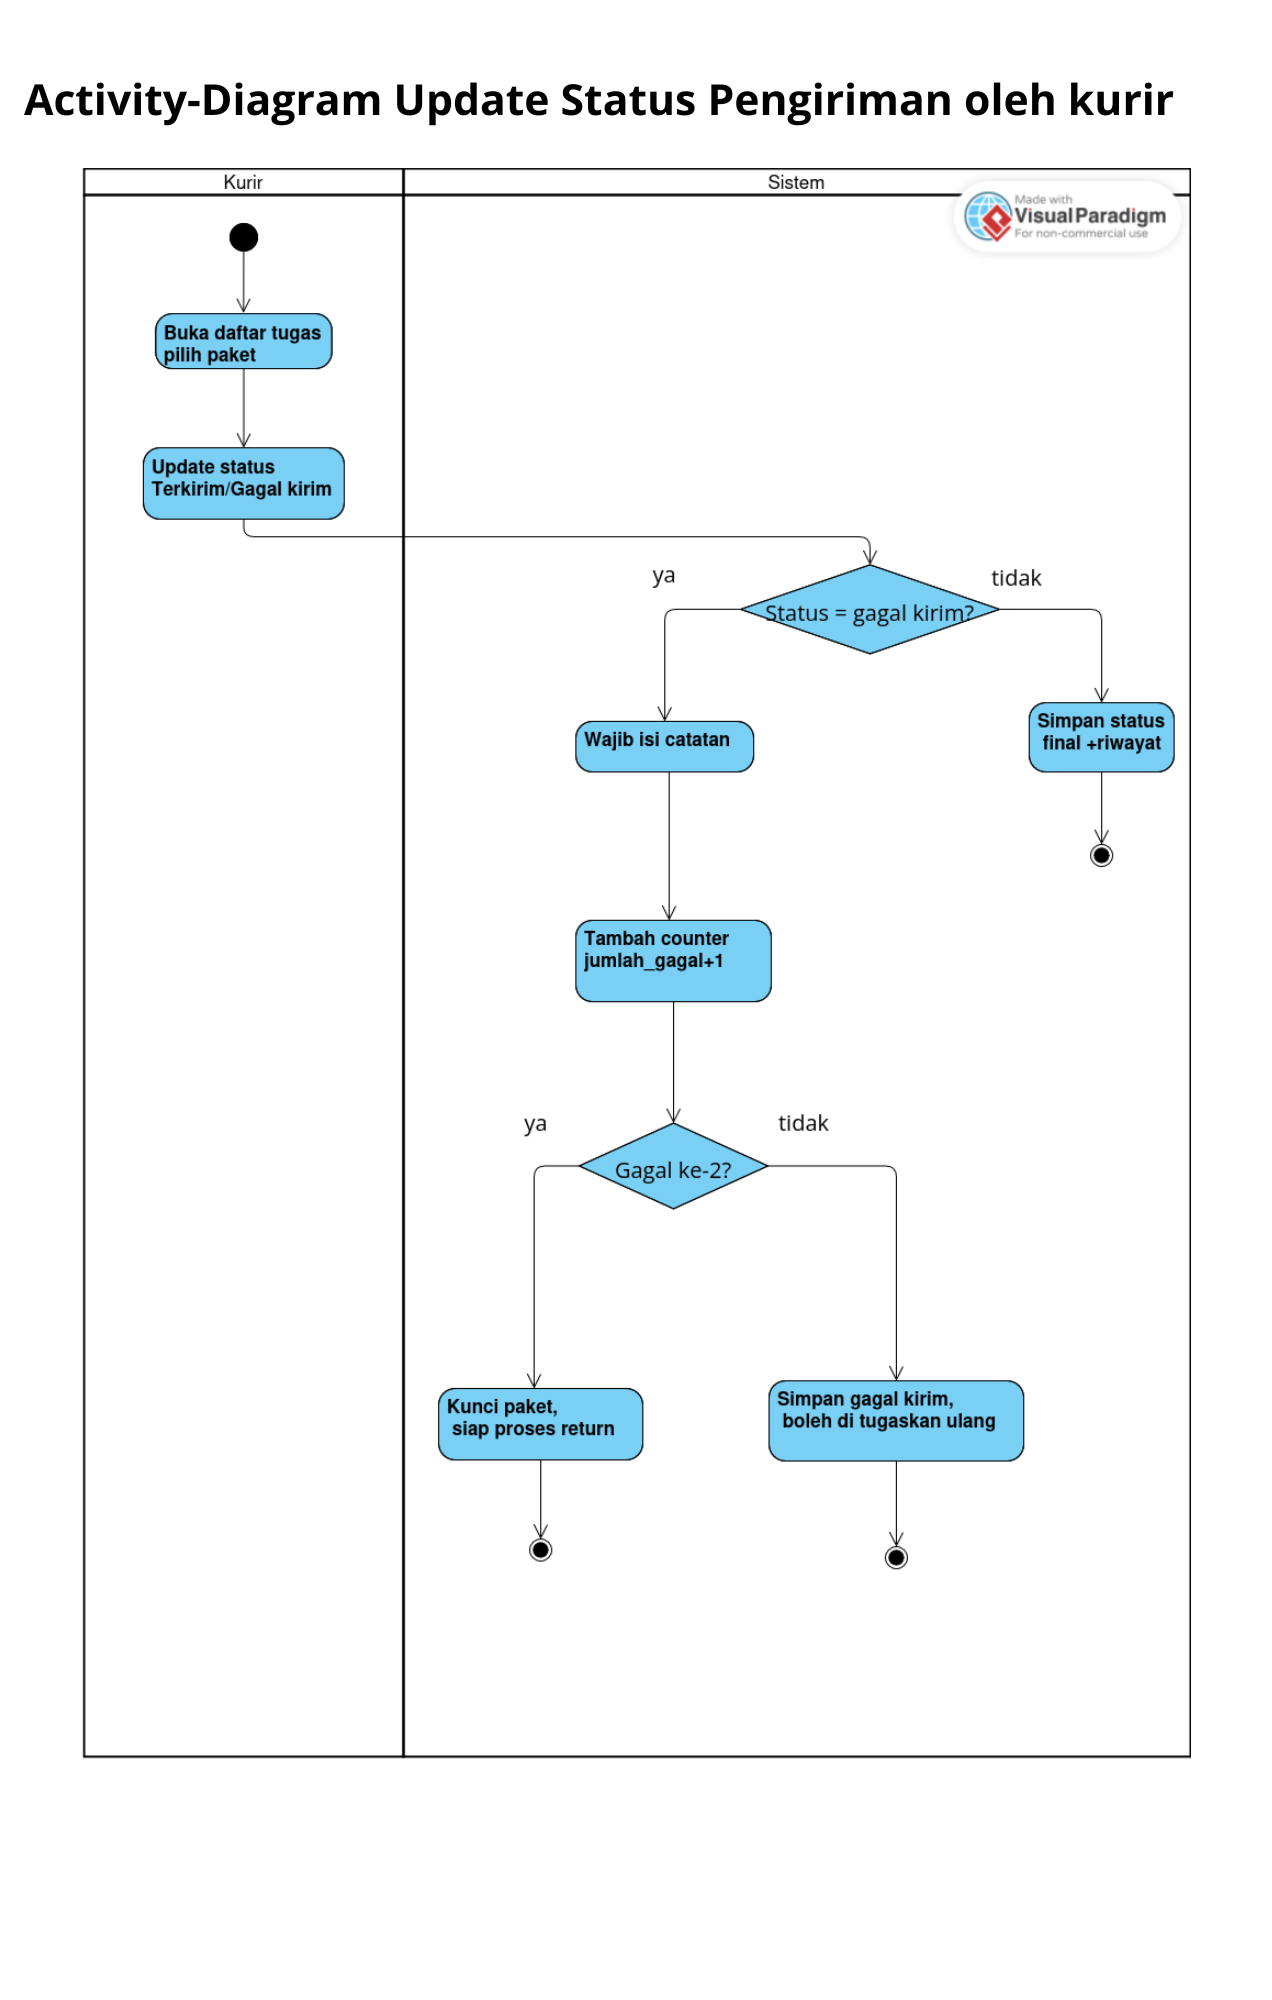 Activity-Diagram Update Status Pengiriman oleh kurir
Kurir
Sistem
Made with
Visual Paradigm
For non-commercial use
Buka daftar tugas
pilih paket
Update status
Terkirim/Gagal kirim
ya
tidak
Status = gagal kirim?
Wajib isi catatan
Simpan status
final +riwayat
Tambah counter
jumlah_gagal+1
ya
tidak
Gagal ke-2?
Kunci paket,
siap proses return
Simpan gagal kirim,
boleh di tugaskan ulang